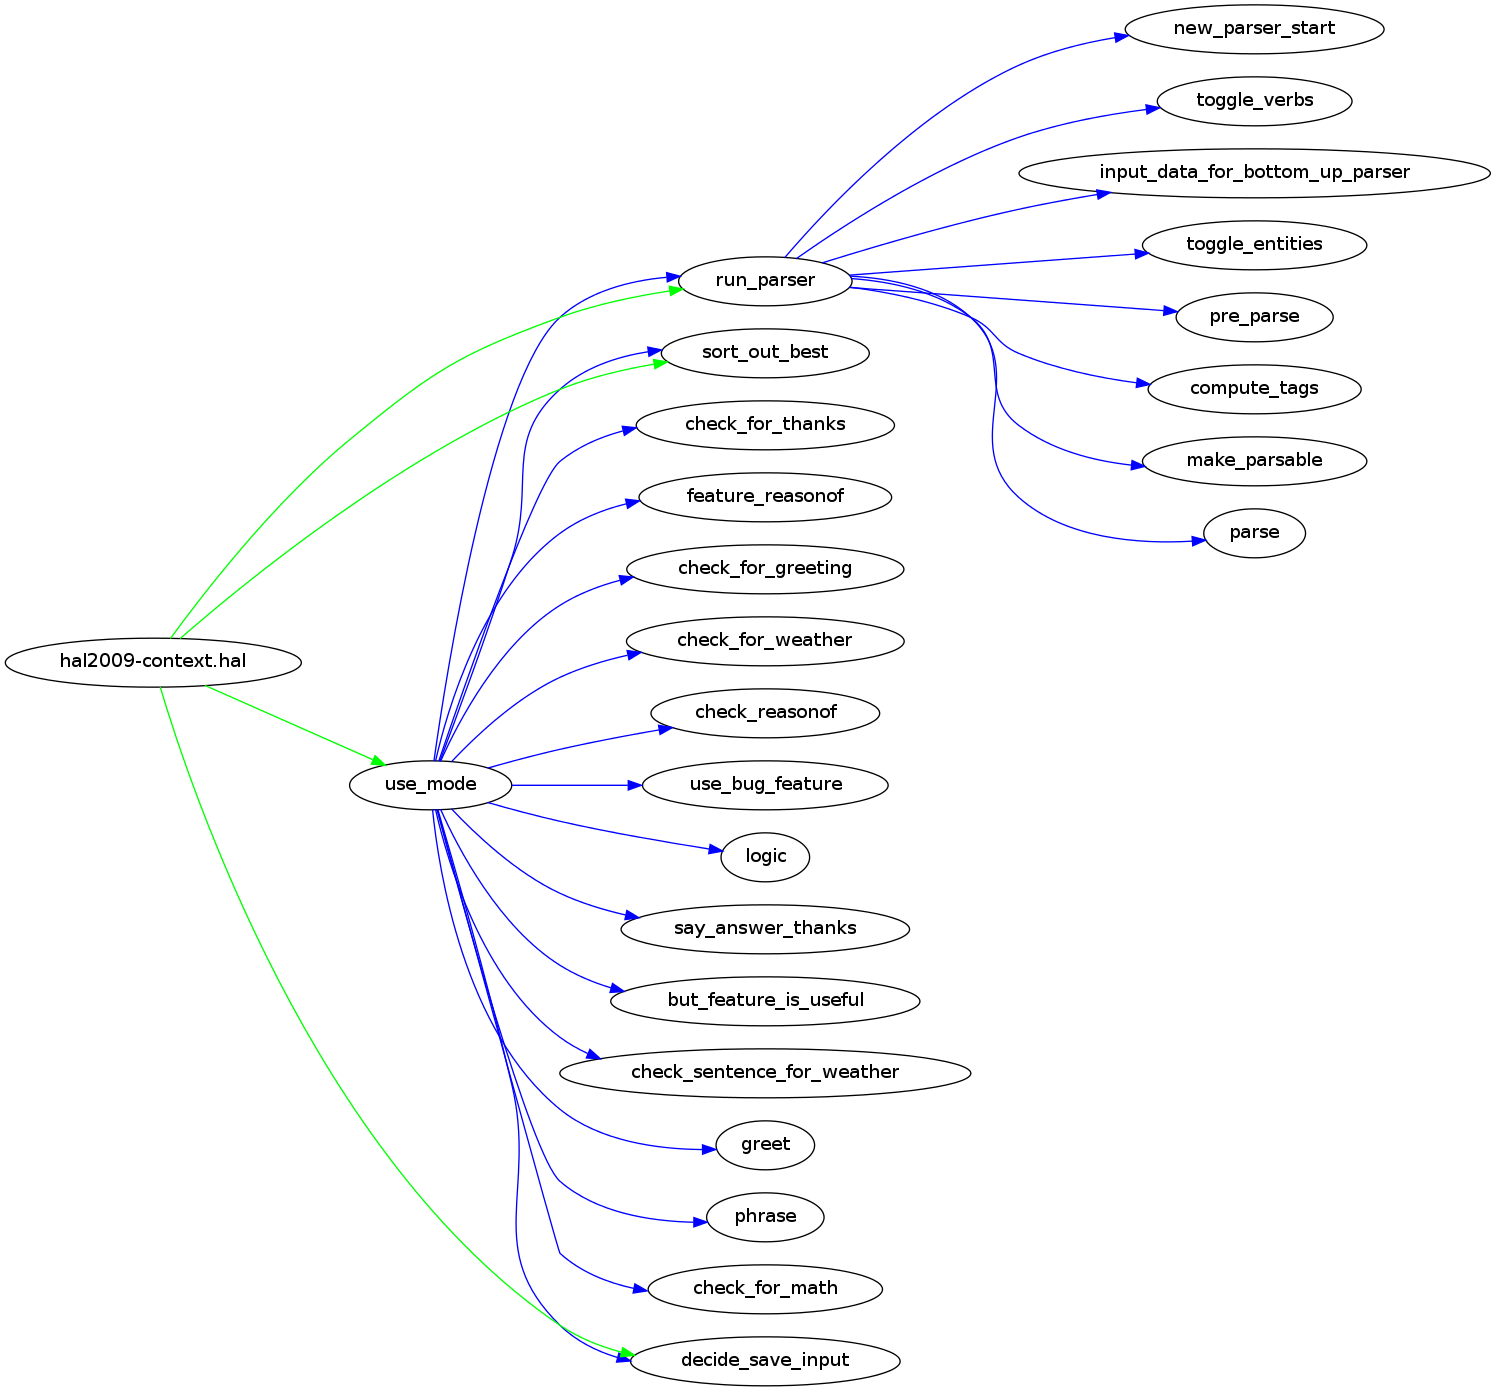 new_parser_start
toggle_verbs
input_data_for_bottom_up_parser
toggle_entities
run_parser
pre_parse
sort_out_best
compute_tags
check_for_thanks
make_parsable
feature_reasonof
parse
check_for_greeting
check_for_weather
hal2009-context.hal
check_reasonof
use_mode
use_bug_feature
logic
say_answer_thanks
but_feature_is_useful
check_sentence_for_weather
greet
phrase
check_for_math
decide_save_input